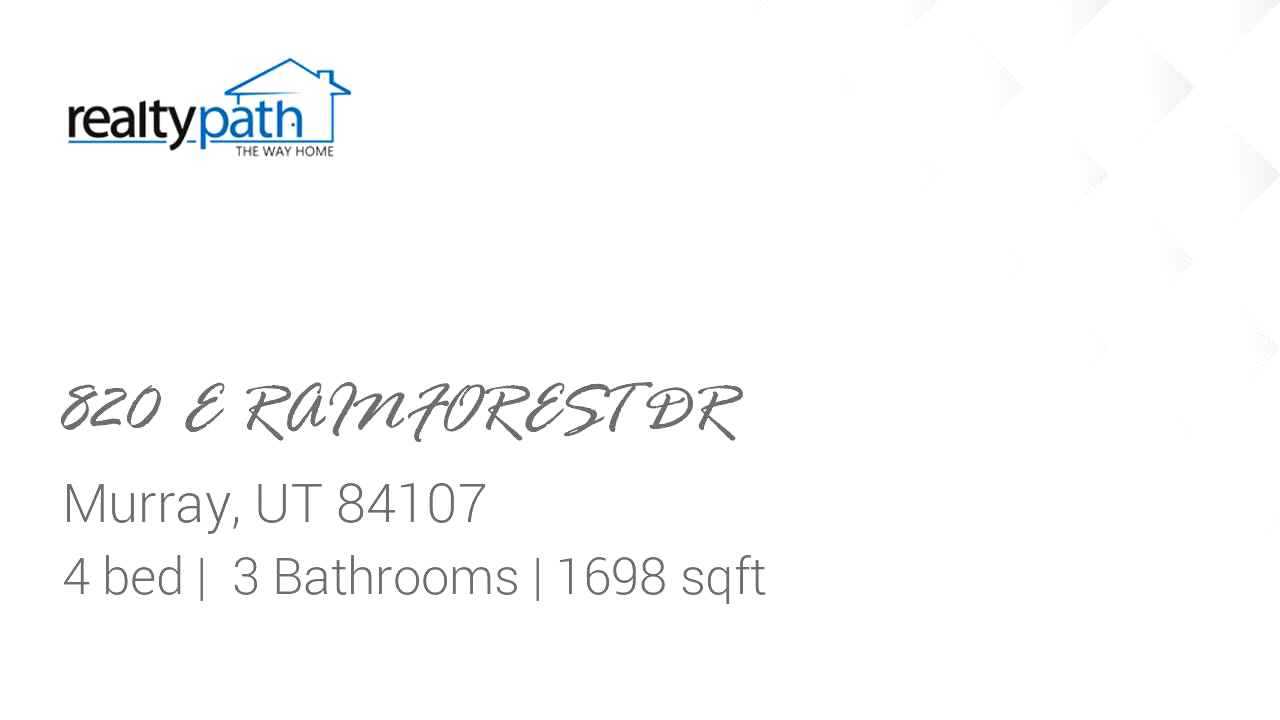 realtypath
THE WAY HOME
820 E RAINFOREST DR
Murray, UT 84107
4 bed | 3 Bathrooms | 1698 sqft